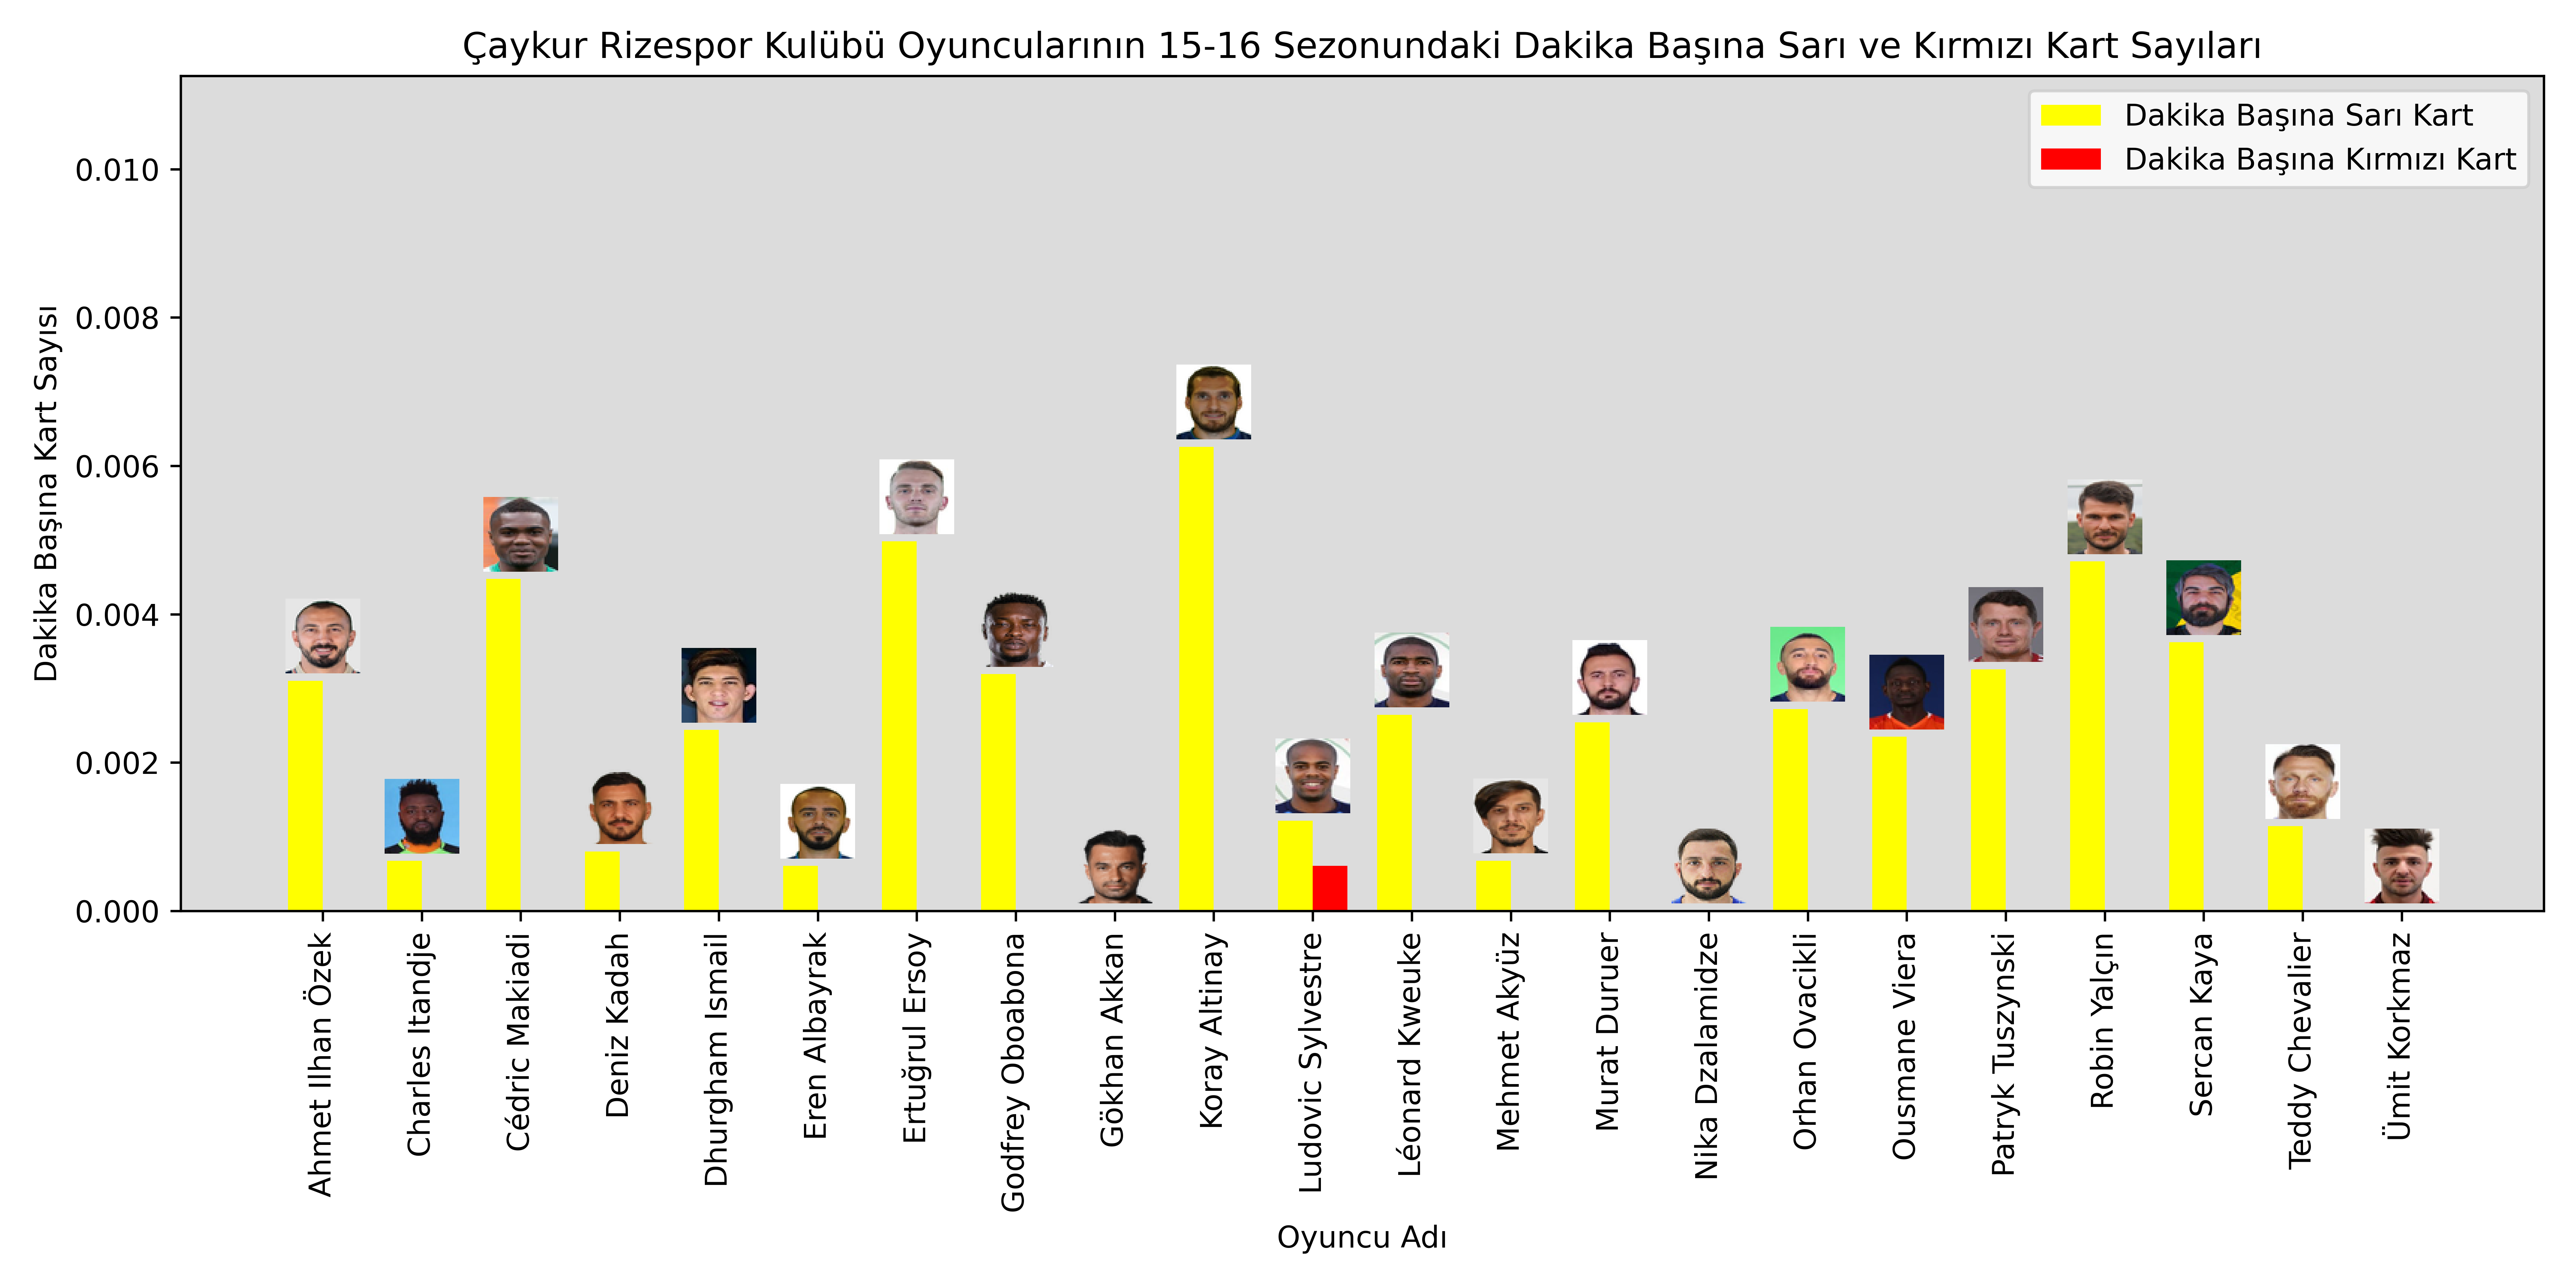 Çaykur Rizespor Kulübü Oyuncularının 15-16 Sezonundaki Dakika Başına Sarı ve Kırmızı Kart Sayıları
Dakika Başına Sarı Kart
Dakika Başına Kırmızı Kart
Dakika Başına Kart Sayısı
0.010
0.008
0.006
0.004
0.002
0.000
Ahmet Ilhan Özek
Charles Itandje
Cédric Makiadi
Deniz Kadah
Dhurgham Ismail
Eren Albayrak
Ertuğrul Ersoy
Godfrey Oboabona
Gökhan Akkan
Koray Altinay
Ludovic Sylvestre
Léonard Kweuke
Mehmet Akyüz
Murat Duruer
Nika Dzalamidze
Orhan Ovacikli
Ousmane Viera
Patryk Tuszynski
Robin Yalçın
Sercan Kaya
Teddy Chevalier
Ümit Korkmaz
Oyuncu Adı